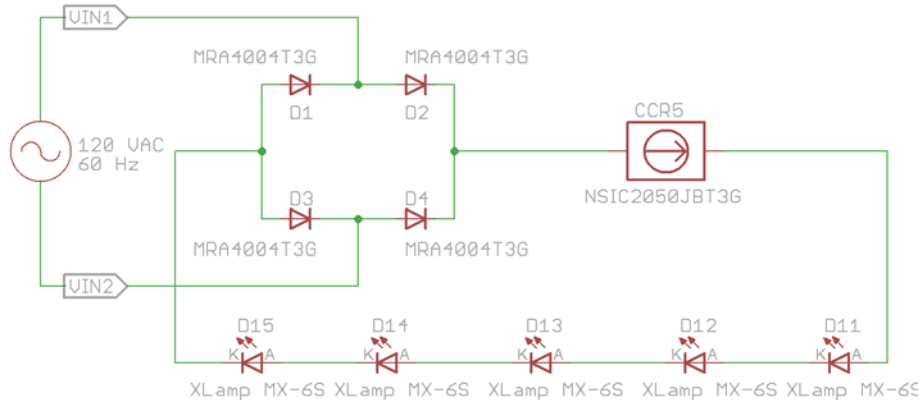 VIN1
MRA4004T3G
MRA4004T3G
D1
D2
CCR5
120 VAC
60 Hz
NSIC2050JBT3G
D3
D4
MRA4004T3G
MRA4004T3G
VIN2
D15
D14
D13
D12
D11
K A
K A
K A
K A
K A
XLamp MX-6S
XLamp MX-6S
XLamp MX-6S
XLamp MX-6S
XLamp MX-6S